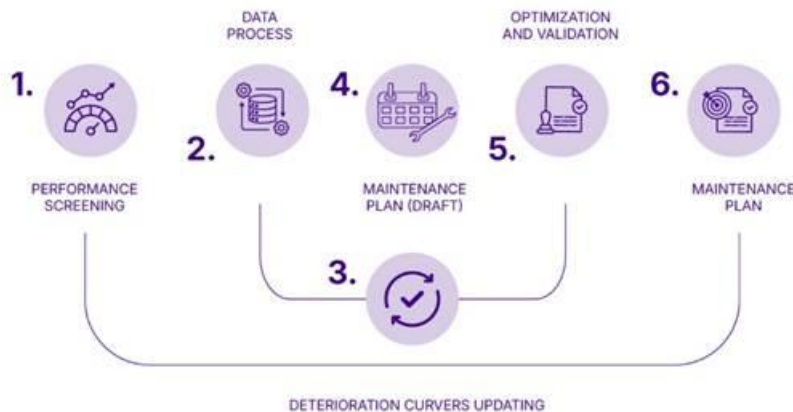 DATA
PROCESS
OPTIMIZATION
AND VALIDATION
1.
2.
4.
5.
6.
PERFORMANCE
SCREENING
MAINTENANCE
PLAN (DRAFT)
MAINTENANCE
PLAN
3.
DETERIORATION CURVERS UPDATING